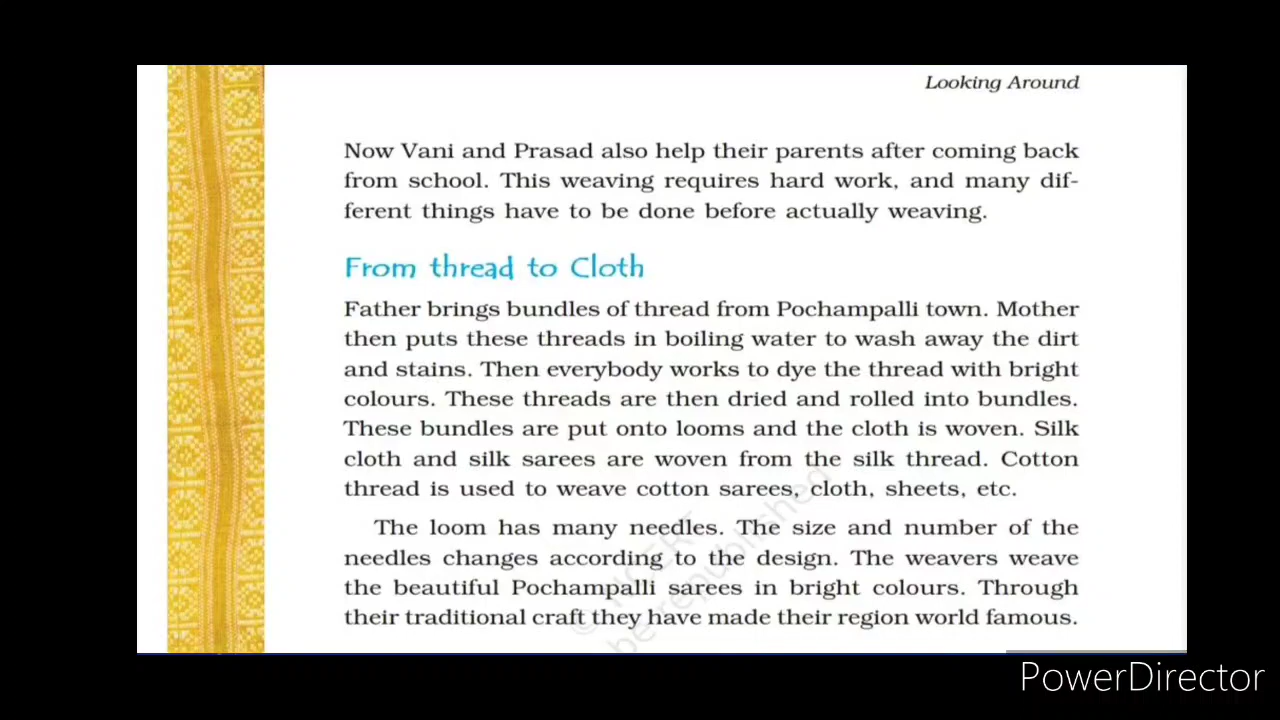 Looking Around
Now Vani and Prasad also help their parents after coming back
from school. This weaving requires hard work, and many dif-
ferent things have to be done before actually weaving.
From thread to Cloth
Father brings bundles of thread from Pochampalli town. Mother
then puts these threads in boiling water to wash away the dirt
and stains. Then everybody works to dye the thread with bright
colours. These threads are then dried and rolled into bundles.
These bundles are put onto looms and the cloth is woven. Silk
cloth and silk sarees are woven from the silk thread. Cotton
thread is used to weave cotton sarees, cloth, sheets, etc.
The loom has many needles. The size and number of the
needles changes according to the design. The weavers weave
the beautiful Pochampalli sarees in bright colours. Through
their traditional craft they have made their region world famous.
© NCERT
be republished
PowerDirector